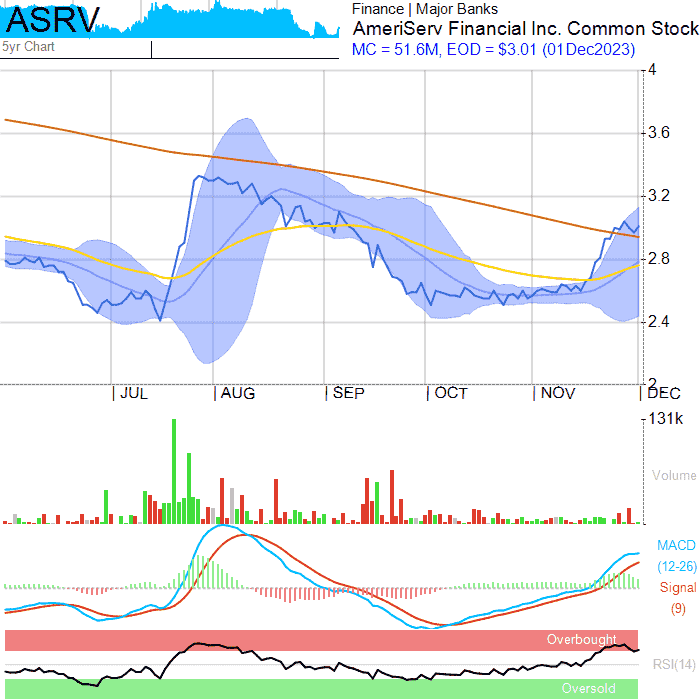 ASRV
Finance | Major Banks
AmeriServ Financial Inc. Common Stock
5yr Chart
MC = 51.6M, EOD = $3.01 (01Dec2023)
4
3.6
3.2
2.8
2.4
2
JUL
AUG
SEP
OCT
NOV
DEC
131k
Volume
MACD
(12-26)
Signal
(9)
Overbought
RSI(14)
Oversold